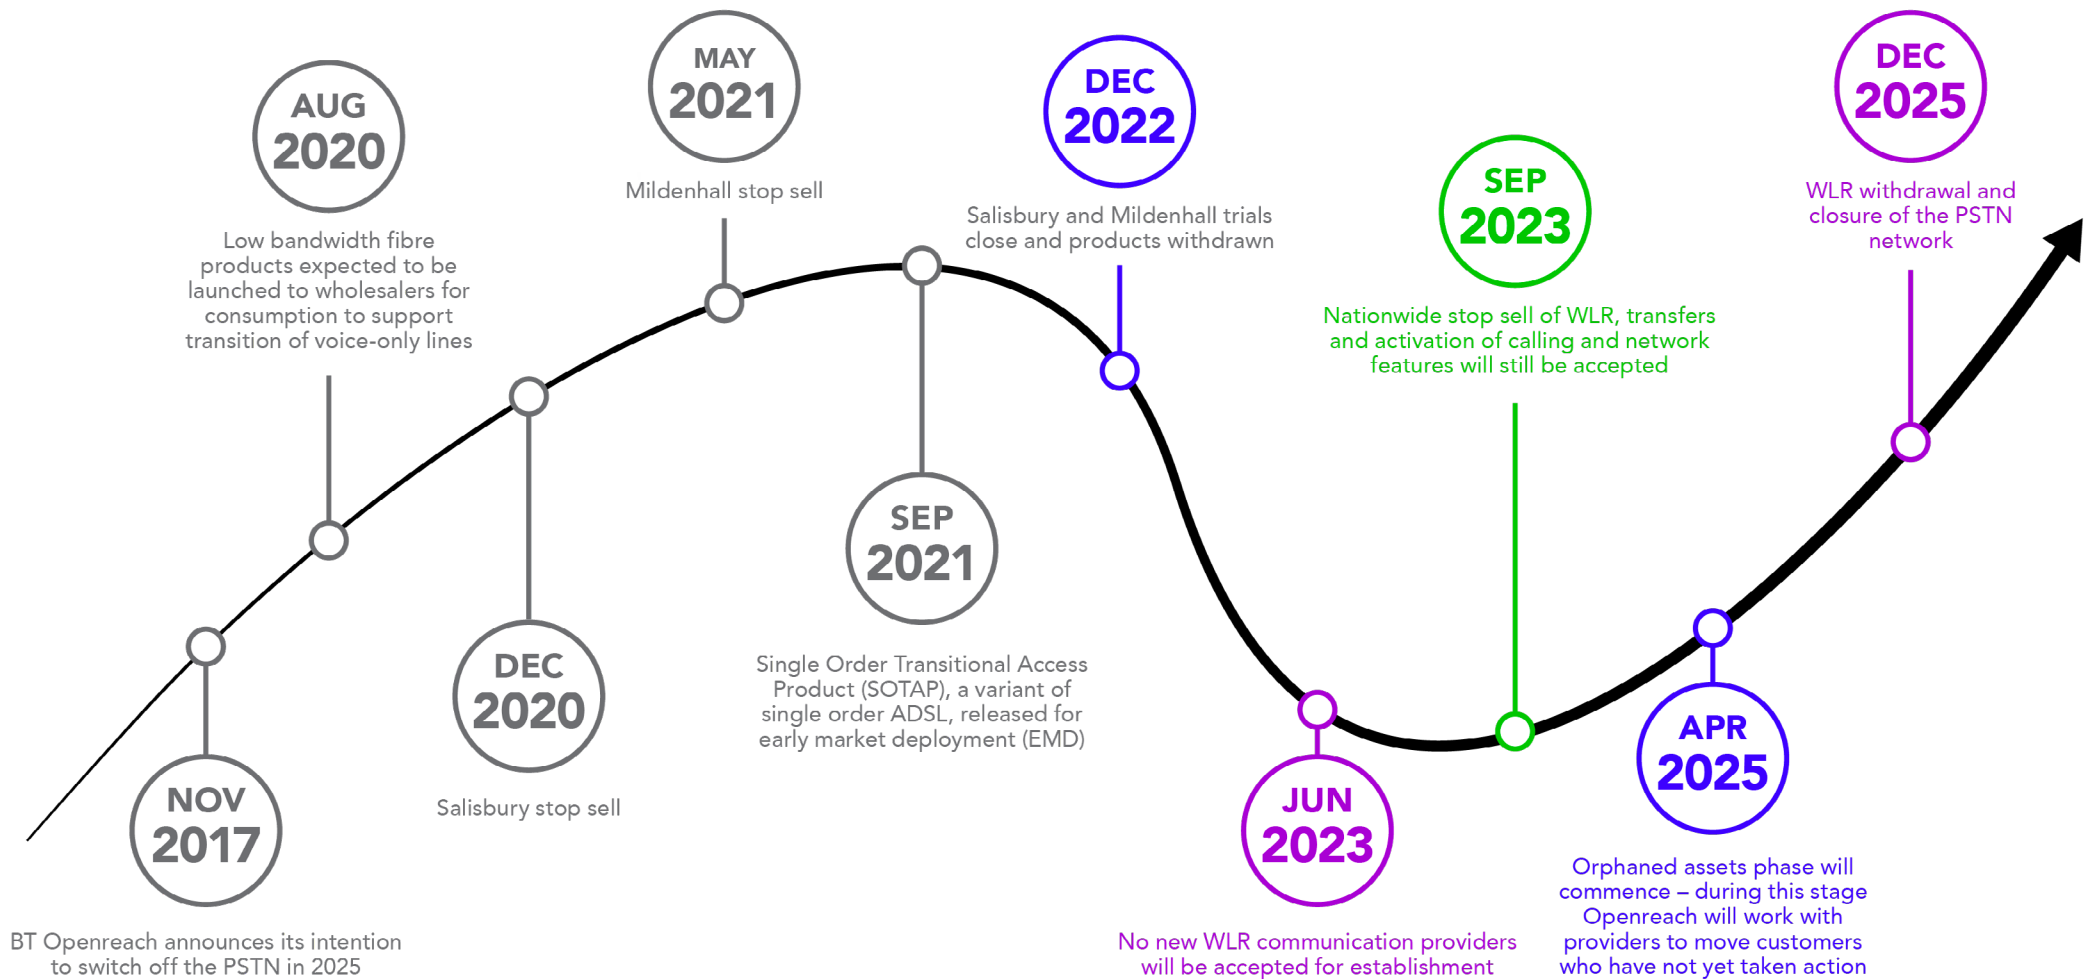 NOV
2017
BT Openreach announces its intention
to switch off the PSTN in 2025
AUG
2020
Low bandwidth fibre
products expected to be
launched to wholesalers for
consumption to support
transition of voice-only lines
DEC
2020
Salisbury stop sell
MAY
2021
Mildenhall stop sell
SEP
2021
Single Order Transitional Access
Product (SOTAP), a variant of
single order ADSL, released for
early market deployment (EMD)
DEC
2022
Salisbury and Mildenhall trials
close and products withdrawn
JUN
2023
No new WLR communication providers
will be accepted for establishment
SEP
2023
Nationwide stop sell of WLR, transfers
and activation of calling and network
features will still be accepted
APR
2025
Orphaned assets phase will
commence – during this stage
Openreach will work with
providers to move customers
who have not yet taken action
DEC
2025
WLR withdrawal and
closure of the PSTN
network